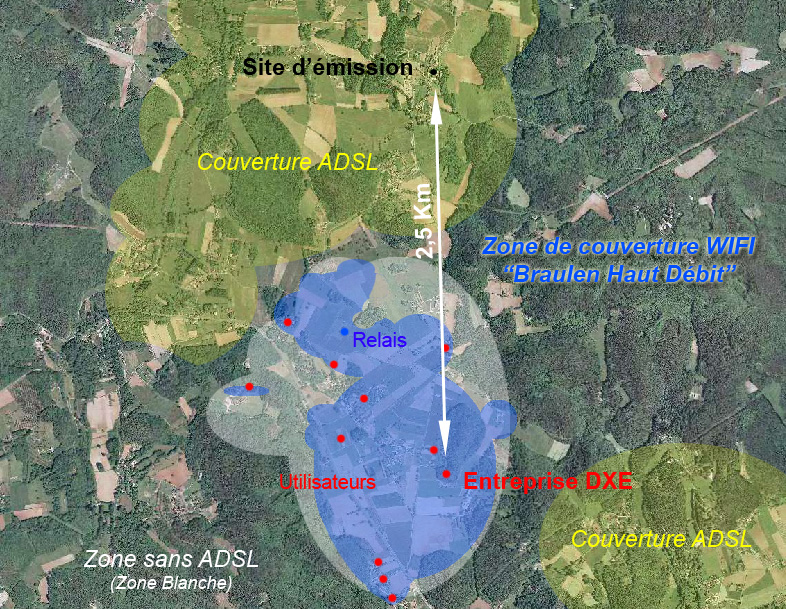 Site d'émission
Couverture ADSL
2,5 Km
Zone de couverture WIFI
"Braulen Haut Débit"
Relais
Utilisateurs
Entreprise DXE
Couverture ADSL
Zone sans ADSL
(Zone Blanche)